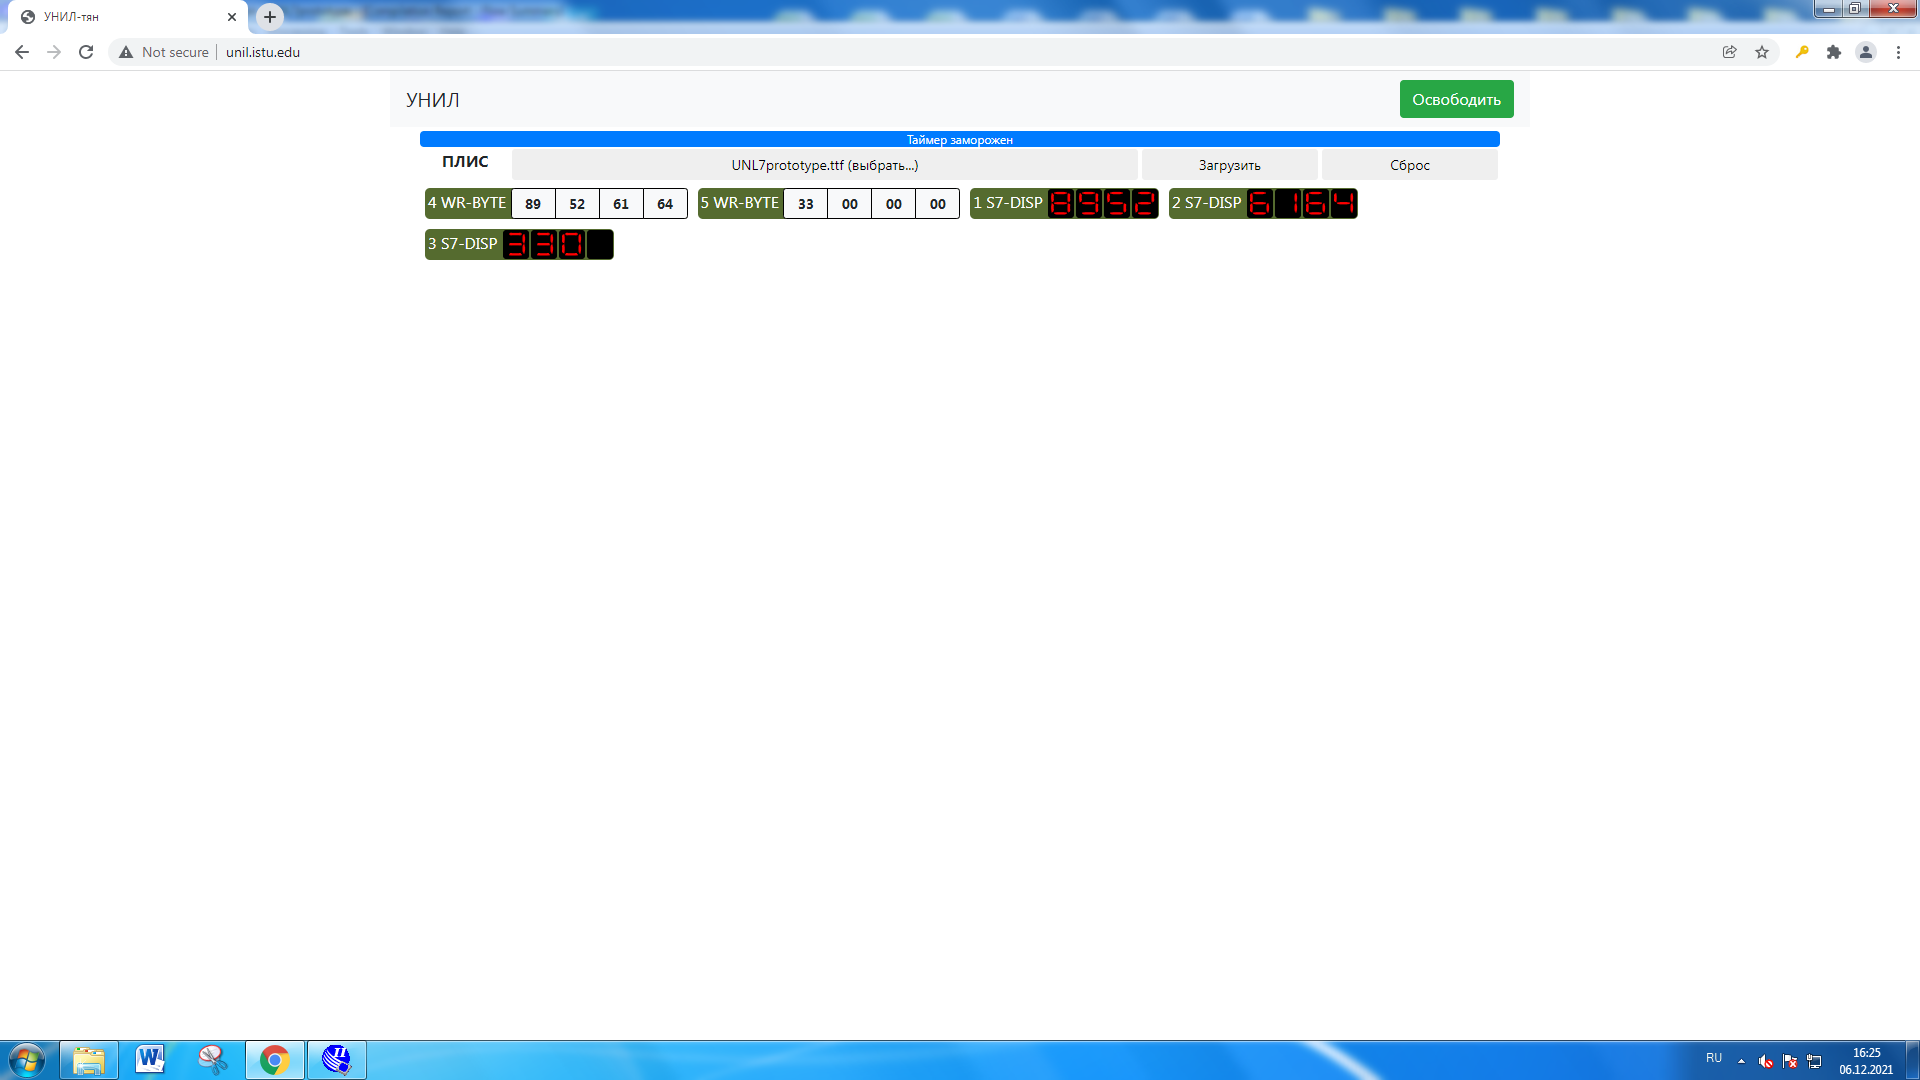 УНИЛ-тян
Not secure
unil.istu.edu
УНИЛ
Освободить
Таймер заморожен
ПЛИС
UNL7prototype.ttf (выбрать...)
Загрузить
Сброс
4 WR-BYTE 89 52 61 64
5 WR-BYTE 33 00 00 00
1 S7-DISP 8952
2 S7-DISP 6164
3 S7-DISP 330
RU
16:25
06.12.2021